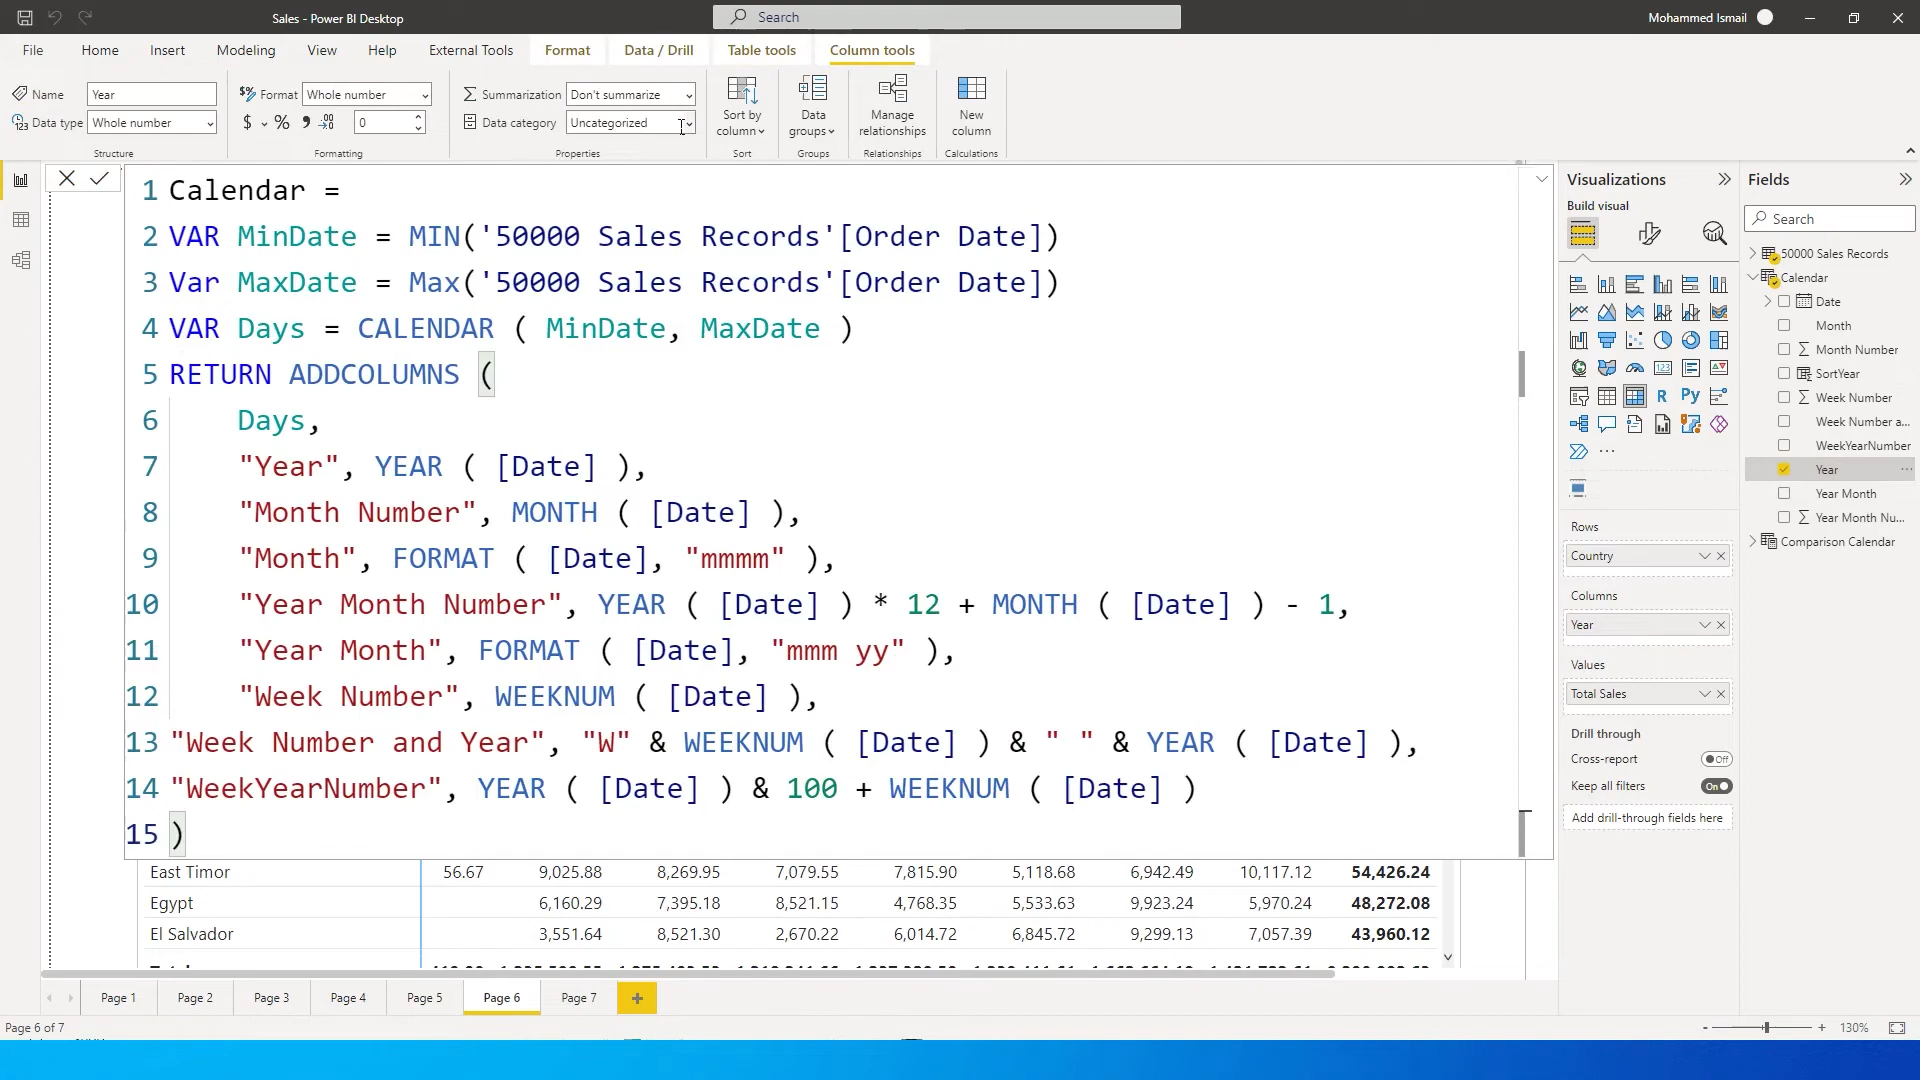 Sales - Power BI Desktop
Search
Mohammed Ismail
File Home Insert Modeling View Help External Tools Format Data / Drill Table tools Column tools
Name Year
Format Whole number
Summarization Don't summarize
Data type Whole number
$ % 0
Data category Uncategorized
Sort by column
Data groups
Manage relationships
New column
Structure Formatting Properties Sort Groups Relationships Calculations
1 Calendar =
2 VAR MinDate = MIN('50000 Sales Records'[Order Date])
3 Var MaxDate = Max('50000 Sales Records'[Order Date])
4 VAR Days = CALENDAR ( MinDate, MaxDate )
5 RETURN ADDCOLUMNS (
6 Days,
7 "Year", YEAR ( [Date] ),
8 "Month Number", MONTH ( [Date] ),
9 "Month", FORMAT ( [Date], "mmmm" ),
10 "Year Month Number", YEAR ( [Date] ) * 12 + MONTH ( [Date] ) - 1,
11 "Year Month", FORMAT ( [Date], "mmm yy" ),
12 "Week Number", WEEKNUM ( [Date] ),
13 "Week Number and Year", "W" & WEEKNUM ( [Date] ) & " " & YEAR ( [Date] ),
14 "WeekYearNumber", YEAR ( [Date] ) & 100 + WEEKNUM ( [Date] )
15 )
East Timor 56.67 9,025.88 8,269.95 7,079.55 7,815.90 5,118.68 6,942.49 10,117.12 54,426.24
Egypt 6,160.29 7,395.18 8,521.15 4,768.35 5,533.63 9,923.24 5,970.24 48,272.08
El Salvador 3,551.64 8,521.30 2,670.22 6,014.72 6,845.72 9,299.13 7,057.39 43,960.12
Page 1 Page 2 Page 3 Page 4 Page 5 Page 6 Page 7 +
Page 6 of 7
- + 130%
Visualizations
Build visual
123
R Py
Rows
Country
Columns
Year
Values
Total Sales
Drill through
Cross-report Off
Keep all filters On
Add drill-through fields here
Fields
Search
50000 Sales Records
Calendar
Date
Month
Month Number
SortYear
Week Number
Week Number a...
WeekYearNumber
Year
Year Month
Year Month Nu...
Comparison Calendar